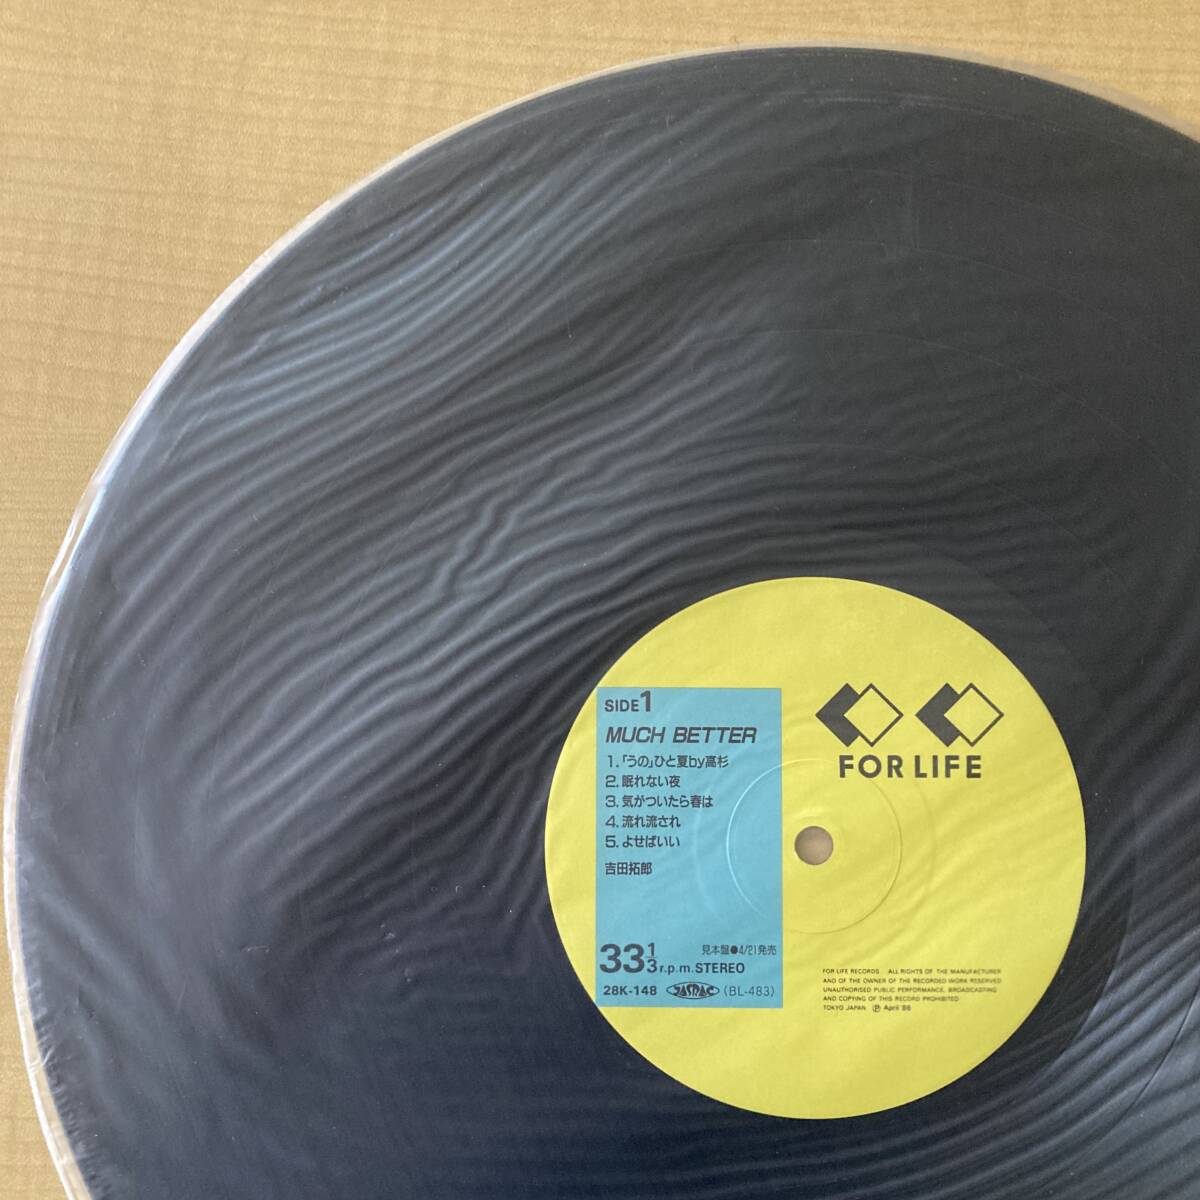 SIDE1
MUCH BETTER
1.「うの」ひと夏by高杉
2.眠れない夜
3.気がついたら春は
4.流れ流され
5.よせばいい
吉田拓郎
見本盤●4/21発売
33 1/3 r.p.m. STEREO
28K-148 JASRAC (BL-483)
FOR LIFE
FOR LIFE RECORDS ALL RIGHTS OF THE MANUFACTURER
AND OF THE OWNER OF THE RECORDED WORK RESERVED
UNAUTHORISED PUBLIC PERFORMANCE, BROADCASTING
AND COPYING OF THIS RECORD PROHIBITED
TOKYO JAPAN Ⓟ April '86